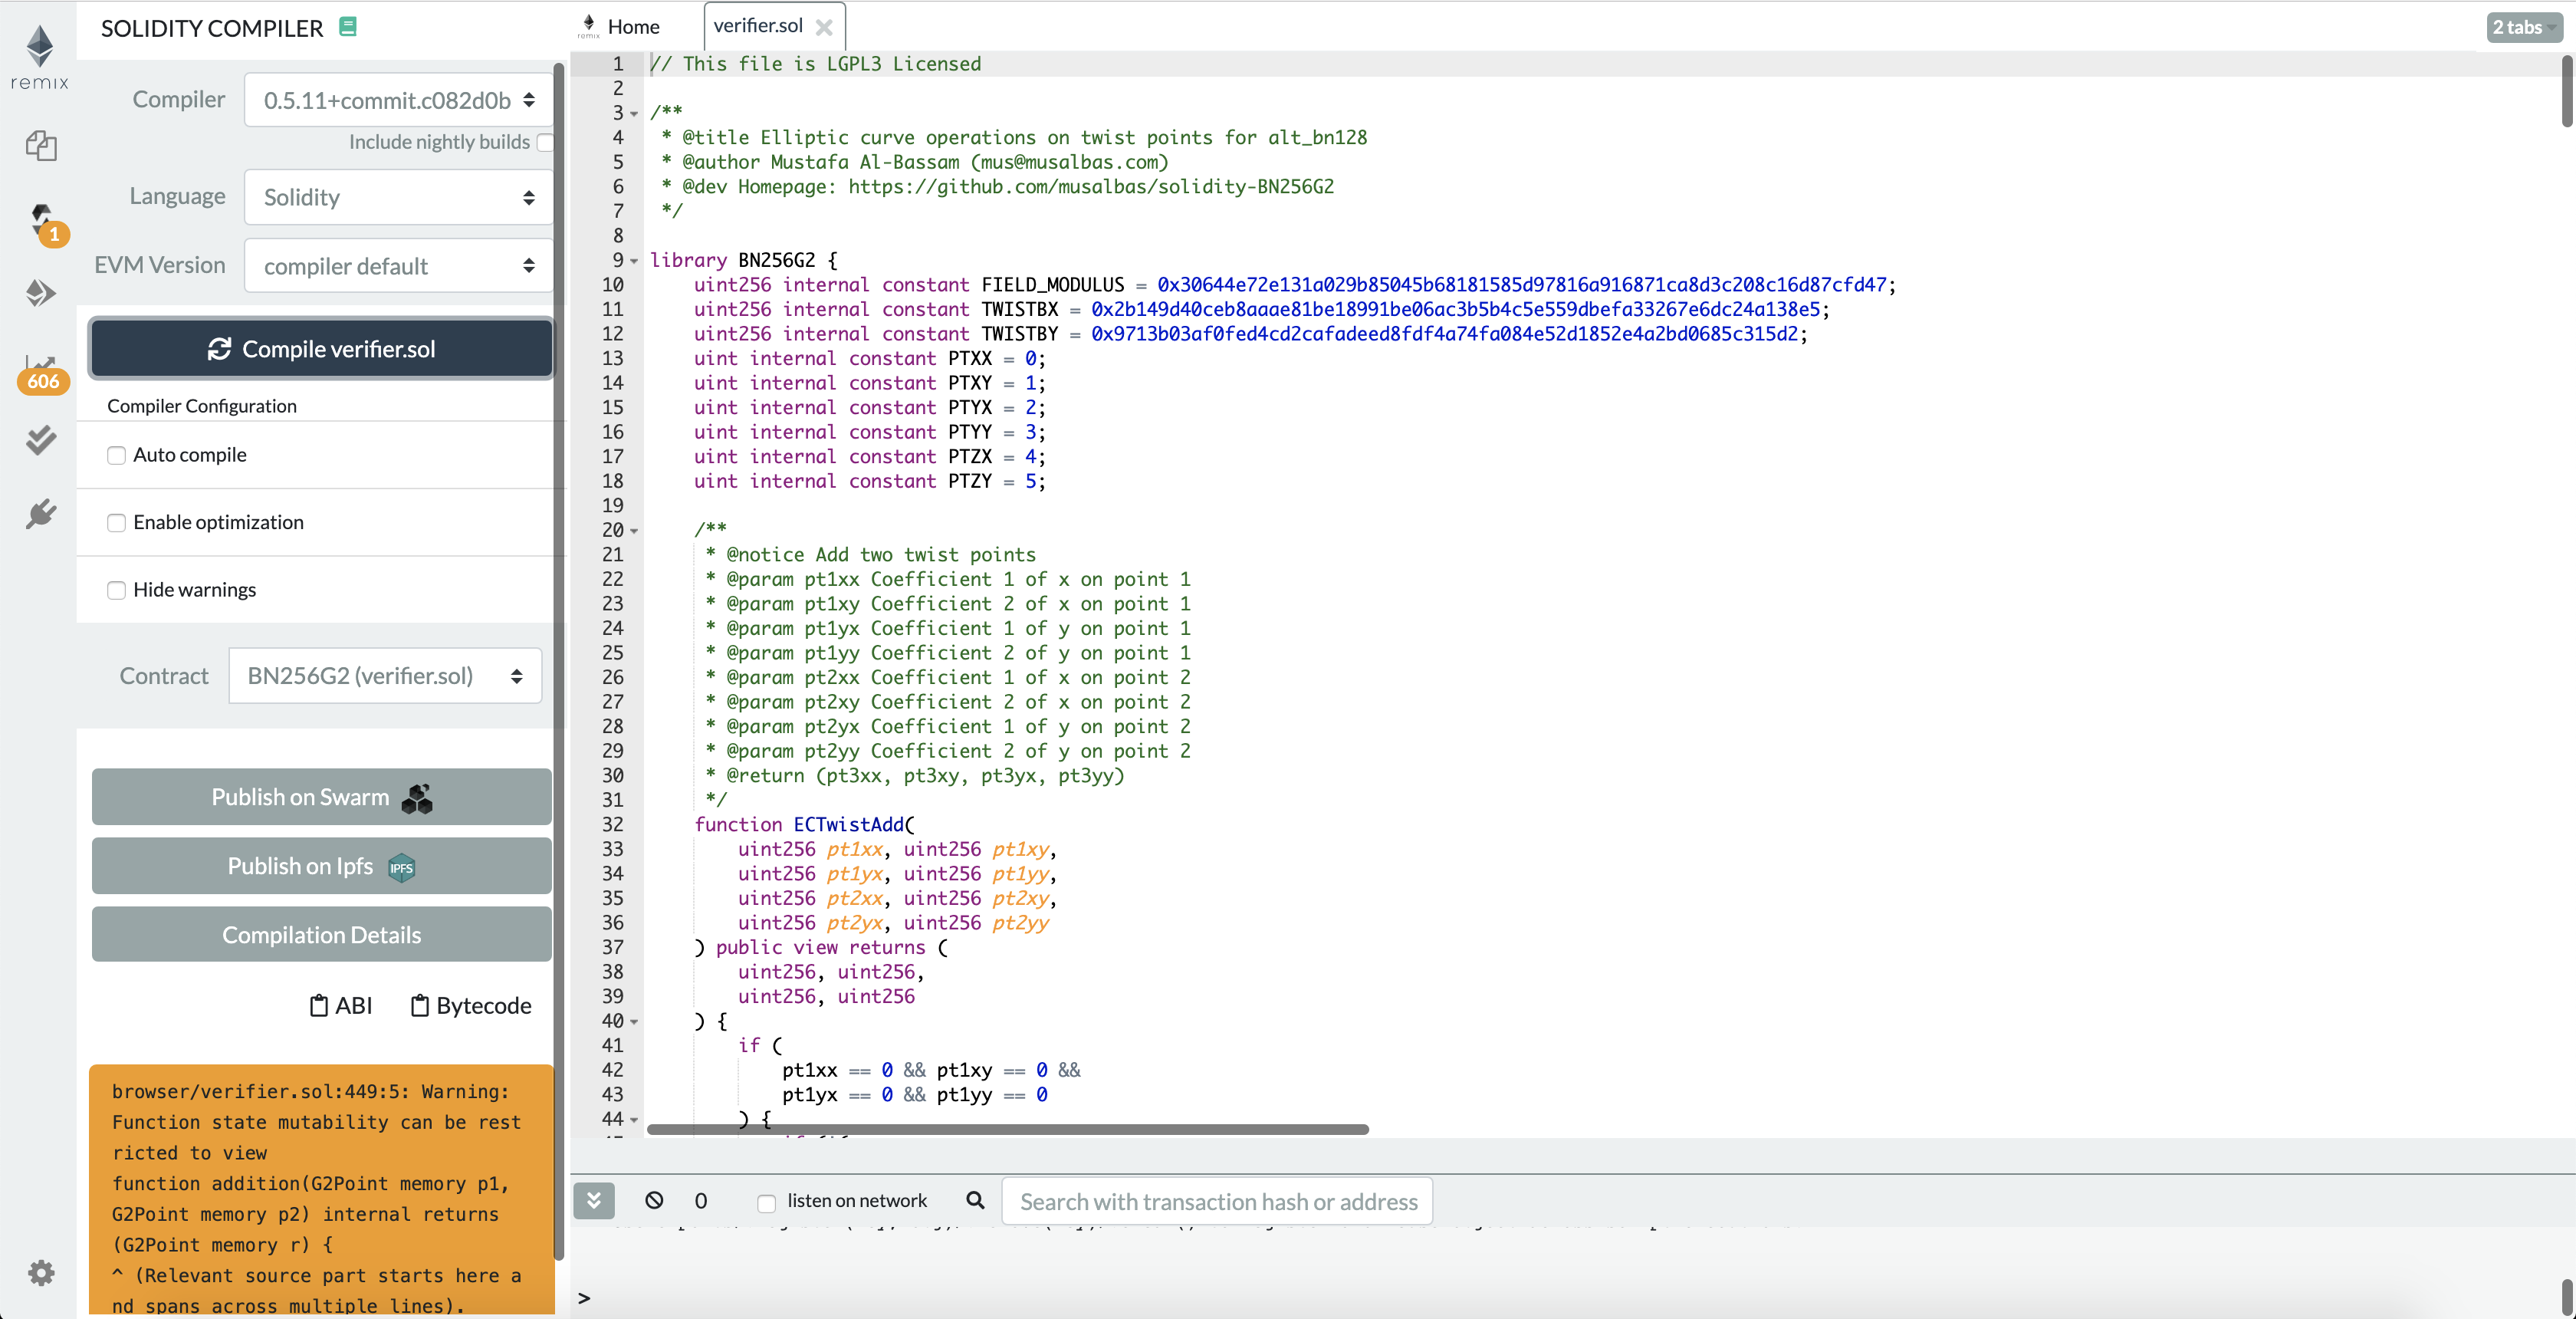 remix
1
606
SOLIDITY COMPILER
Compiler
0.5.11+commit.c082d0b
Include nightly builds
Language
Solidity
EVM Version
compiler default
Compile verifier.sol
Compiler Configuration
Auto compile
Enable optimization
Hide warnings
Contract
BN256G2 (verifier.sol)
Publish on Swarm
Publish on Ipfs
IPFS
Compilation Details
ABI
Bytecode
browser/verifier.sol:449:5: Warning:
Function state mutability can be rest
ricted to view
function addition(G2Point memory p1,
G2Point memory p2) internal returns
(G2Point memory r) {
^ (Relevant source part starts here a
nd spans across multiple lines).
remix
Home
verifier.sol
2 tabs
1 // This file is LGPL3 Licensed
2
3 /**
4 * @title Elliptic curve operations on twist points for alt_bn128
5 * @author Mustafa Al-Bassam (mus@musalbas.com)
6 * @dev Homepage: https://github.com/musalbas/solidity-BN256G2
7 */
8
9 library BN256G2 {
10 uint256 internal constant FIELD_MODULUS = 0x30644e72e131a029b85045b68181585d97816a916871ca8d3c208c16d87cfd47;
11 uint256 internal constant TWISTBX = 0x2b149d40ceb8aaae81be18991be06ac3b5b4c5e559dbefa33267e6dc24a138e5;
12 uint256 internal constant TWISTBY = 0x9713b03af0fed4cd2cafadeed8fdf4a74fa084e52d1852e4a2bd0685c315d2;
13 uint internal constant PTXX = 0;
14 uint internal constant PTXY = 1;
15 uint internal constant PTYX = 2;
16 uint internal constant PTYY = 3;
17 uint internal constant PTZX = 4;
18 uint internal constant PTZY = 5;
19
20 /**
21 * @notice Add two twist points
22 * @param pt1xx Coefficient 1 of x on point 1
23 * @param pt1xy Coefficient 2 of x on point 1
24 * @param pt1yx Coefficient 1 of y on point 1
25 * @param pt1yy Coefficient 2 of y on point 1
26 * @param pt2xx Coefficient 1 of x on point 2
27 * @param pt2xy Coefficient 2 of x on point 2
28 * @param pt2yx Coefficient 1 of y on point 2
29 * @param pt2yy Coefficient 2 of y on point 2
30 * @return (pt3xx, pt3xy, pt3yx, pt3yy)
31 */
32 function ECTwistAdd(
33 uint256 pt1xx, uint256 pt1xy,
34 uint256 pt1yx, uint256 pt1yy,
35 uint256 pt2xx, uint256 pt2xy,
36 uint256 pt2yx, uint256 pt2yy
37 ) public view returns (
38 uint256, uint256,
39 uint256, uint256
40 ) {
41 if (
42 pt1xx == 0 && pt1xy == 0 &&
43 pt1yx == 0 && pt1yy == 0
44 ) {
0
listen on network
Search with transaction hash or address
>